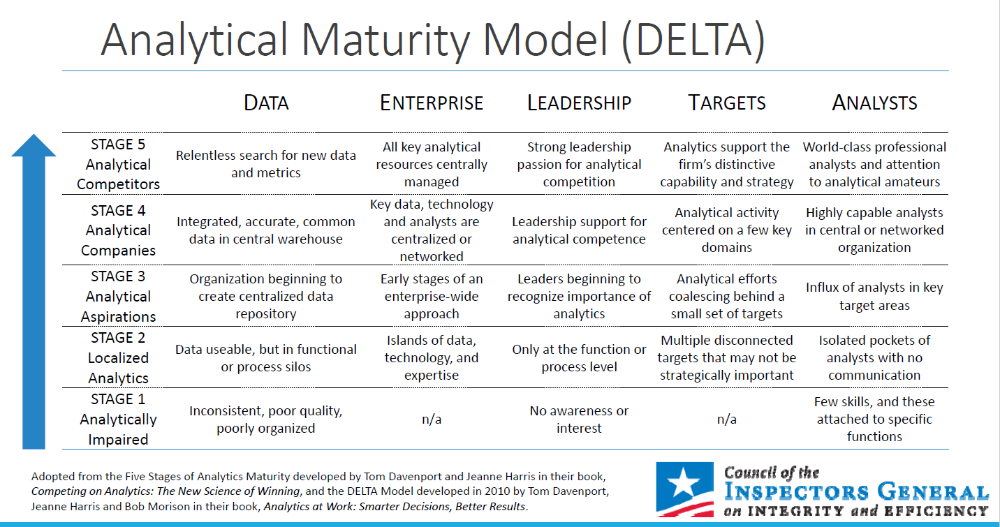 Analytical Maturity Model (DELTA)
DATA ENTERPRISE LEADERSHIP TARGETS ANALYSTS
STAGE 5
Analytical
Competitors
Relentless search for new data
and metrics
All key analytical
resources centrally
managed
Strong leadership
passion for analytical
competition
Analytics support the
firm's distinctive
capability and strategy
World-class professional
analysts and attention
to analytical amateurs
STAGE 4
Analytical
Companies
Integrated, accurate, common
data in central warehouse
Key data, technology
and analysts are
centralized or
networked
Leadership support for
analytical competence
Analytical activity
centered on a few key
domains
Highly capable analysts
in central or networked
organization
STAGE 3
Analytical
Aspirations
Organization beginning to
create centralized data
repository
Early stages of an
enterprise-wide
approach
Leaders beginning to
recognize importance of
analytics
Analytical efforts
coalescing behind a
small set of targets
Influx of analysts in key
target areas
STAGE 2
Localized
Analytics
Data useable, but in functional
or process silos
Islands of data,
technology, and
expertise
Only at the function or
process level
Multiple disconnected
targets that may not be
strategically important
Isolated pockets of
analysts with no
communication
STAGE 1
Analytically
Impaired
Inconsistent, poor quality,
poorly organized
n/a
No awareness or
interest
n/a
Few skills, and these
attached to specific
functions
Adopted from the Five Stages of Analytics Maturity developed by Tom Davenport and Jeanne Harris in their book,
Competing on Analytics: The New Science of Winning, and the DELTA Model developed in 2010 by Tom Davenport,
Jeanne Harris and Bob Morison in their book, Analytics at Work: Smarter Decisions, Better Results.
Council of the
INSPECTORS GENERAL
on INTEGRITY and EFFICIENCY